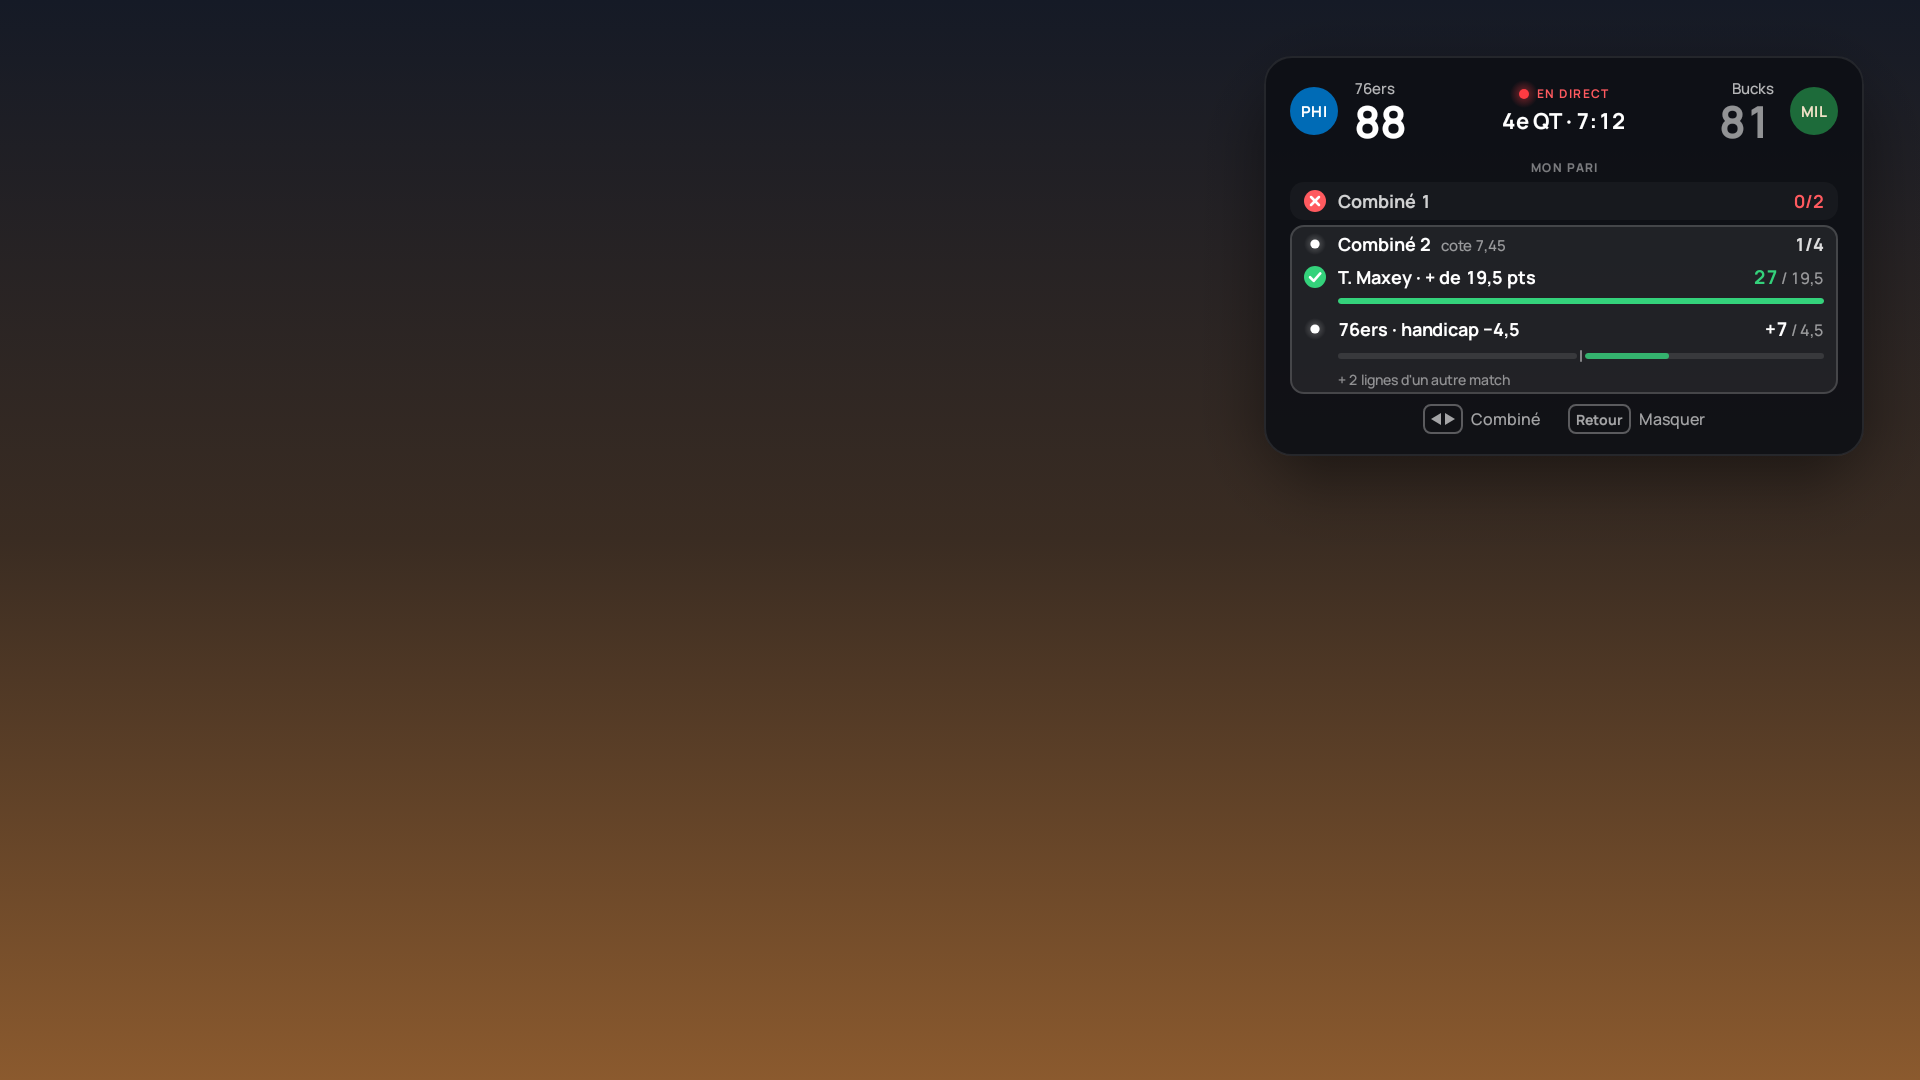 PHI
76ers
88
EN DIRECT
4e QT · 7:12
Bucks
81
MIL
MON PARI
Combiné 1 0/2
Combiné 2 cote 7,45 1/4
T. Maxey · + de 19,5 pts 27 / 19,5
76ers · handicap −4,5 +7 / 4,5
+ 2 lignes d'un autre match
Combiné Retour Masquer